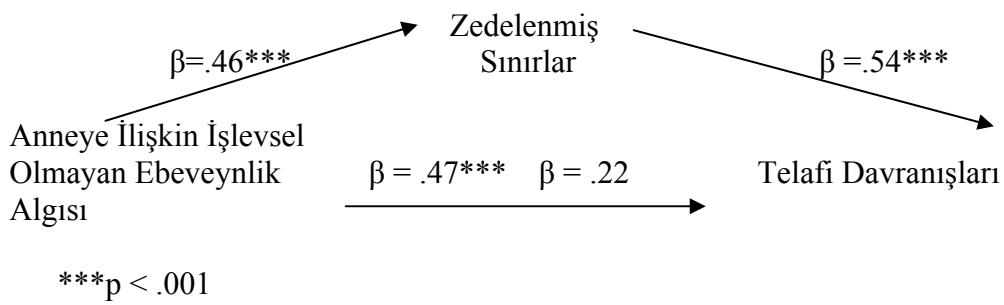 Zedelenmiş
Sınırlar
β=.46***
β =.54***
Anneye İlişkin İşlevsel
Olmayan Ebeveynlik
Algısı
β = .47*** β = .22
Telafi Davranışları
***p < .001